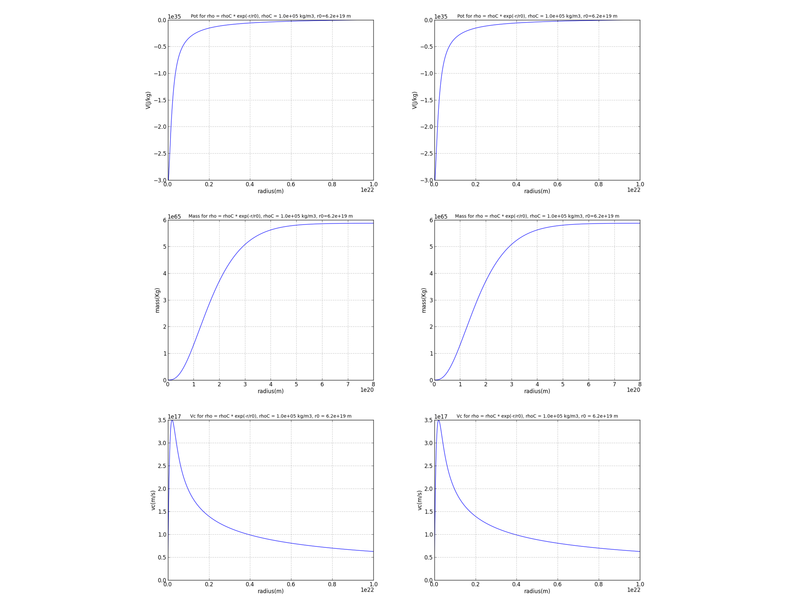 1e35
Pot for rho = rhoC * exp(-r/r0), rhoC = 1.0e+05 kg/m3, r0=6.2e+19 m
0.0
−0.5
−1.0
−1.5
−2.0
−2.5
−3.0
V(J/kg)
0.0 0.2 0.4 0.6 0.8 1.0
radius(m)
1e22
1e35
Pot for rho = rhoC * exp(-r/r0), rhoC = 1.0e+05 kg/m3, r0=6.2e+19 m
0.0
−0.5
−1.0
−1.5
−2.0
−2.5
−3.0
V(J/kg)
0.0 0.2 0.4 0.6 0.8 1.0
radius(m)
1e22
1e65
Mass for rho = rhoC * exp(-r/r0), rhoC = 1.0e+05 kg/m3, r0=6.2e+19 m
6
5
4
3
2
1
0
mass(Kg)
0 1 2 3 4 5 6 7 8
radius(m)
1e20
1e65
Mass for rho = rhoC * exp(-r/r0), rhoC = 1.0e+05 kg/m3, r0=6.2e+19 m
6
5
4
3
2
1
0
mass(Kg)
0 1 2 3 4 5 6 7 8
radius(m)
1e20
1e17
Vc for rho = rhoC * exp(-r/r0), rhoC = 1.0e+05 kg/m3, r0 = 6.2e+19 m
3.5
3.0
2.5
2.0
1.5
1.0
0.5
0.0
vc(m/s)
0.0 0.2 0.4 0.6 0.8 1.0
radius(m)
1e22
1e17
Vc for rho = rhoC * exp(-r/r0), rhoC = 1.0e+05 kg/m3, r0 = 6.2e+19 m
3.5
3.0
2.5
2.0
1.5
1.0
0.5
0.0
vc(m/s)
0.0 0.2 0.4 0.6 0.8 1.0
radius(m)
1e22